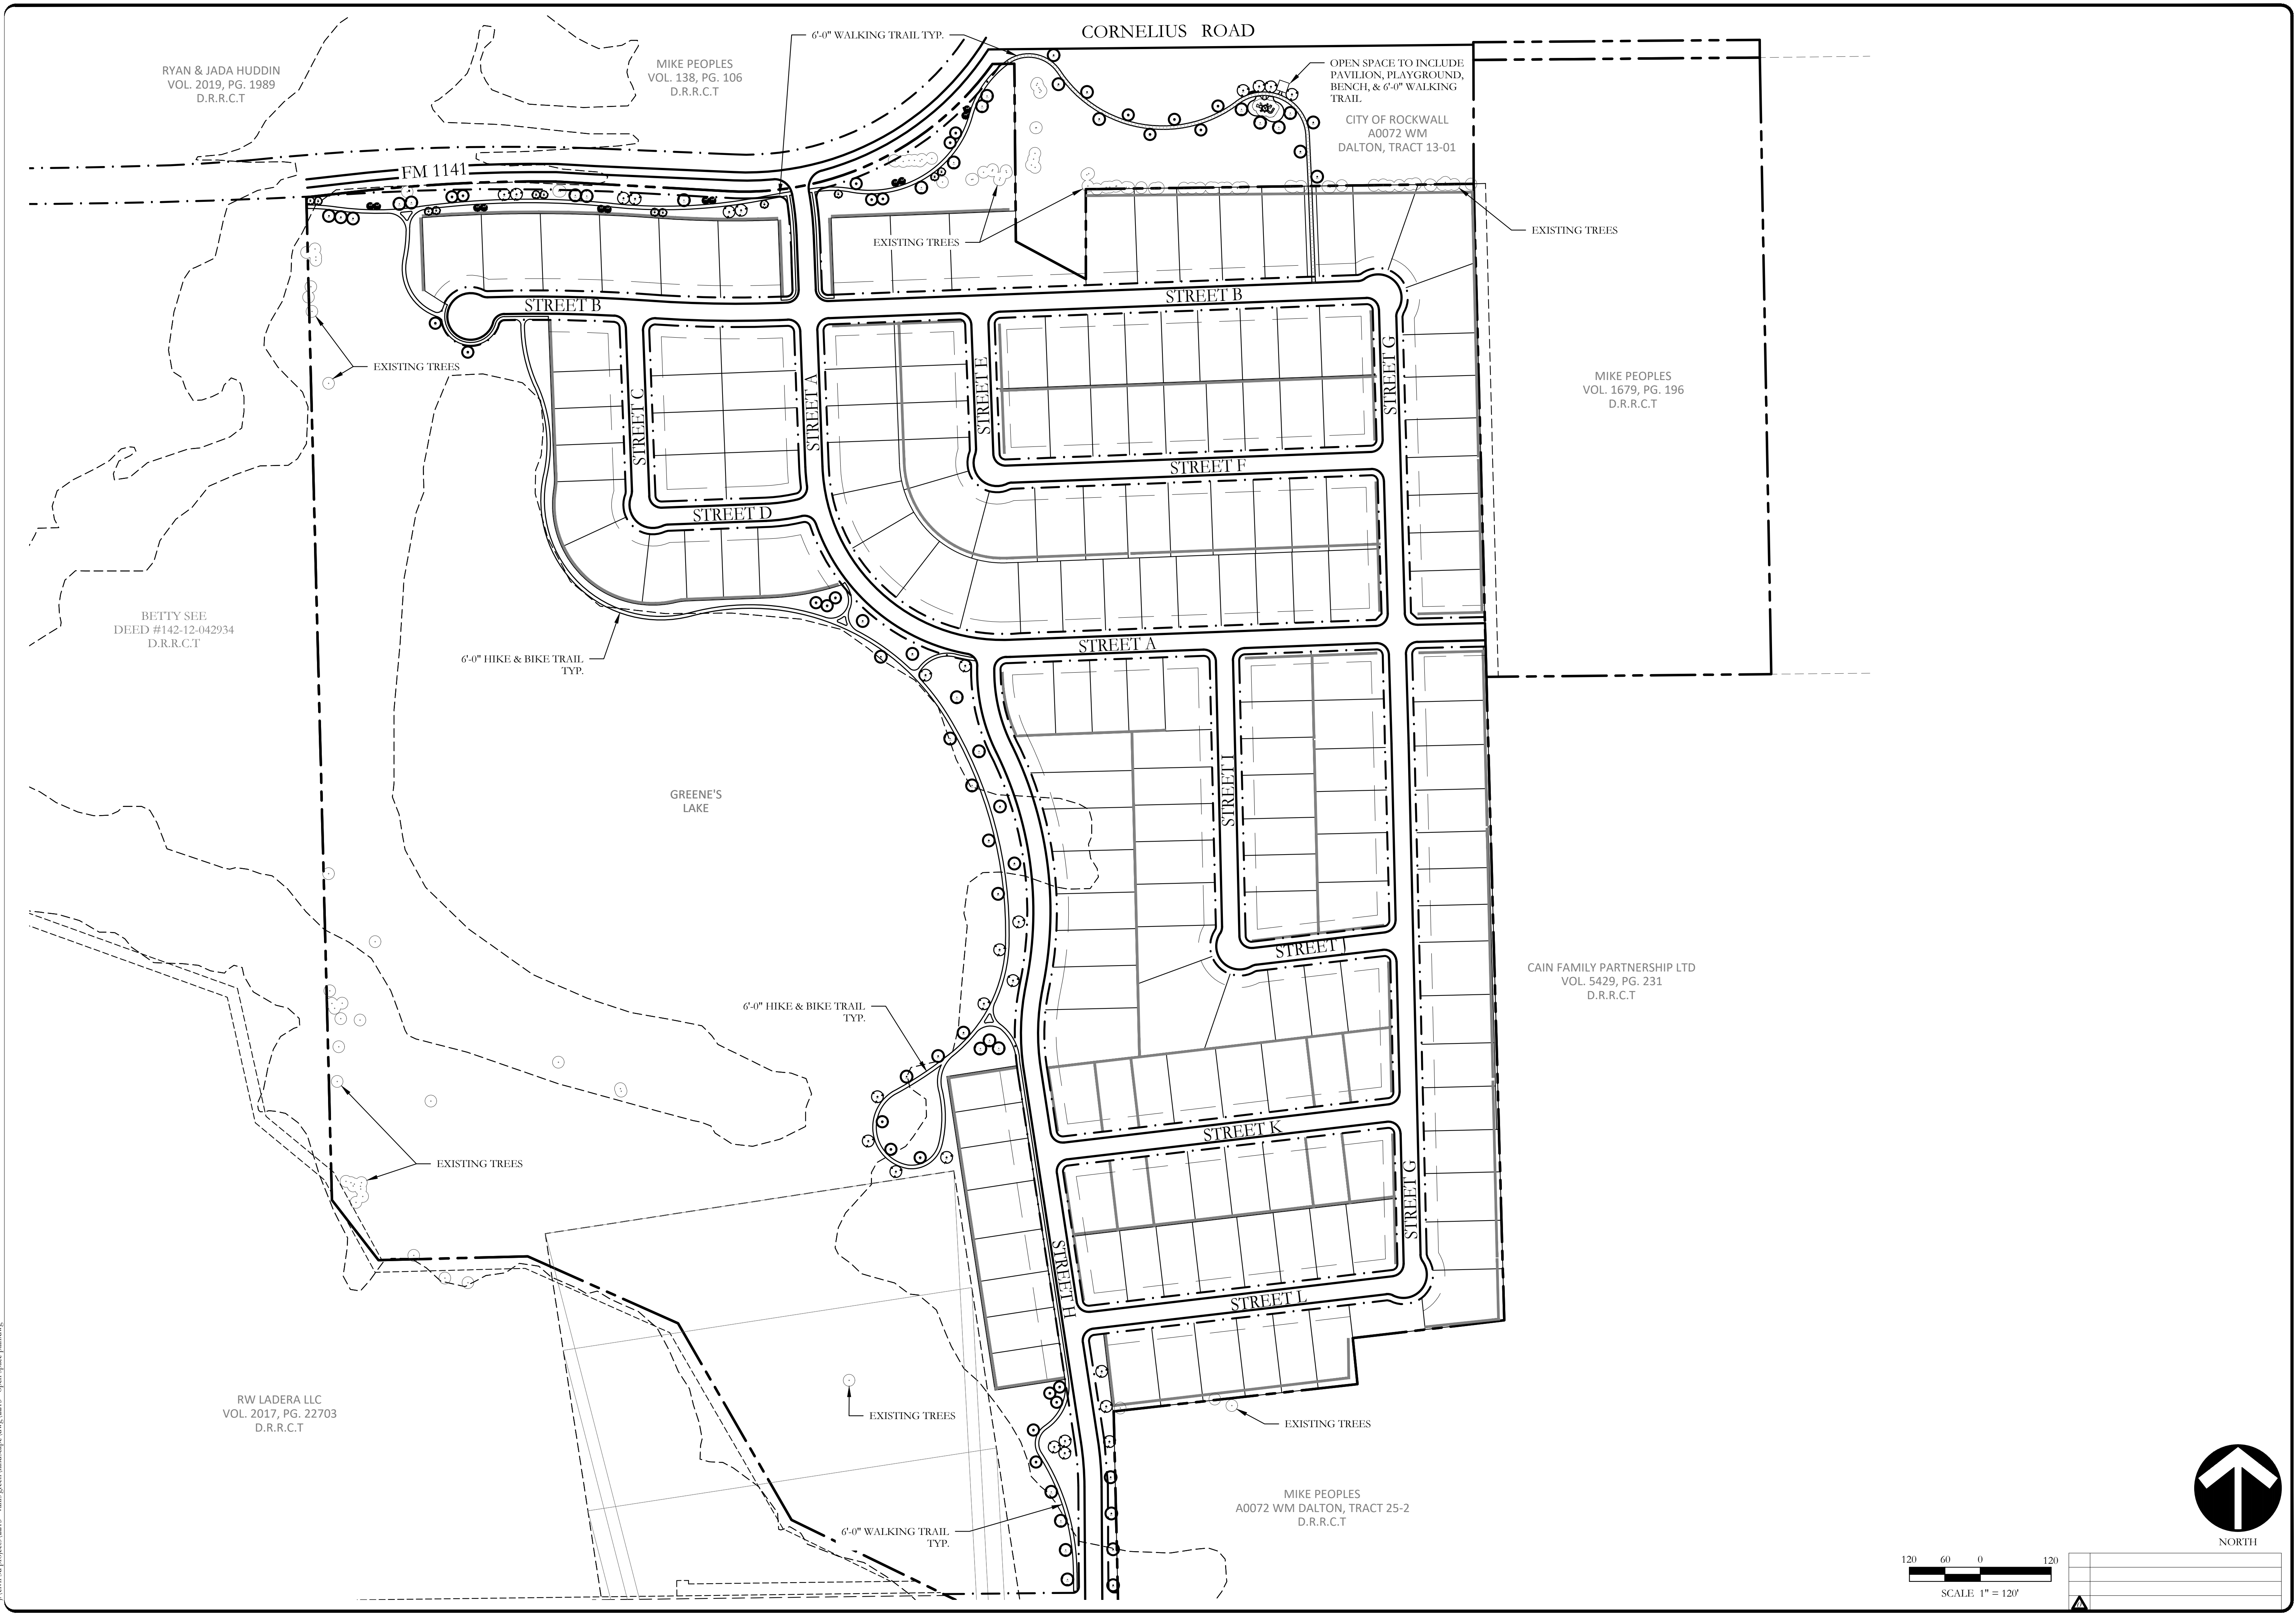 CORNELIUS ROAD
6'-0" WALKING TRAIL TYP.
RYAN & JADA HUDDIN
VOL. 2019, PG. 1989
D.R.R.C.T
MIKE PEOPLES
VOL. 138, PG. 106
D.R.R.C.T
OPEN SPACE TO INCLUDE
PAVILION, PLAYGROUND,
BENCH, & 6'-0" WALKING
TRAIL
CITY OF ROCKWALL
A0072 WM
DALTON, TRACT 13-01
FM 1141
EXISTING TREES
EXISTING TREES
STREET B
STREET B
EXISTING TREES
STREET C
STREET A
STREET E
STREET G
MIKE PEOPLES
VOL. 1679, PG. 196
D.R.R.C.T
STREET F
STREET D
BETTY SEE
DEED #142-12-042934
D.R.R.C.T
6'-0" HIKE & BIKE TRAIL
TYP.
STREET A
GREENE'S
LAKE
STREET I
STREET J
CAIN FAMILY PARTNERSHIP LTD
VOL. 5429, PG. 231
D.R.R.C.T
6'-0" HIKE & BIKE TRAIL
TYP.
STREET K
EXISTING TREES
STREET G
STREET H
STREET L
RW LADERA LLC
VOL. 2017, PG. 22703
D.R.R.C.T
EXISTING TREES
EXISTING TREES
MIKE PEOPLES
A0072 WM DALTON, TRACT 25-2
D.R.R.C.T
6'-0" WALKING TRAIL
TYP.
NORTH
120 60 0 120
SCALE 1" = 120'